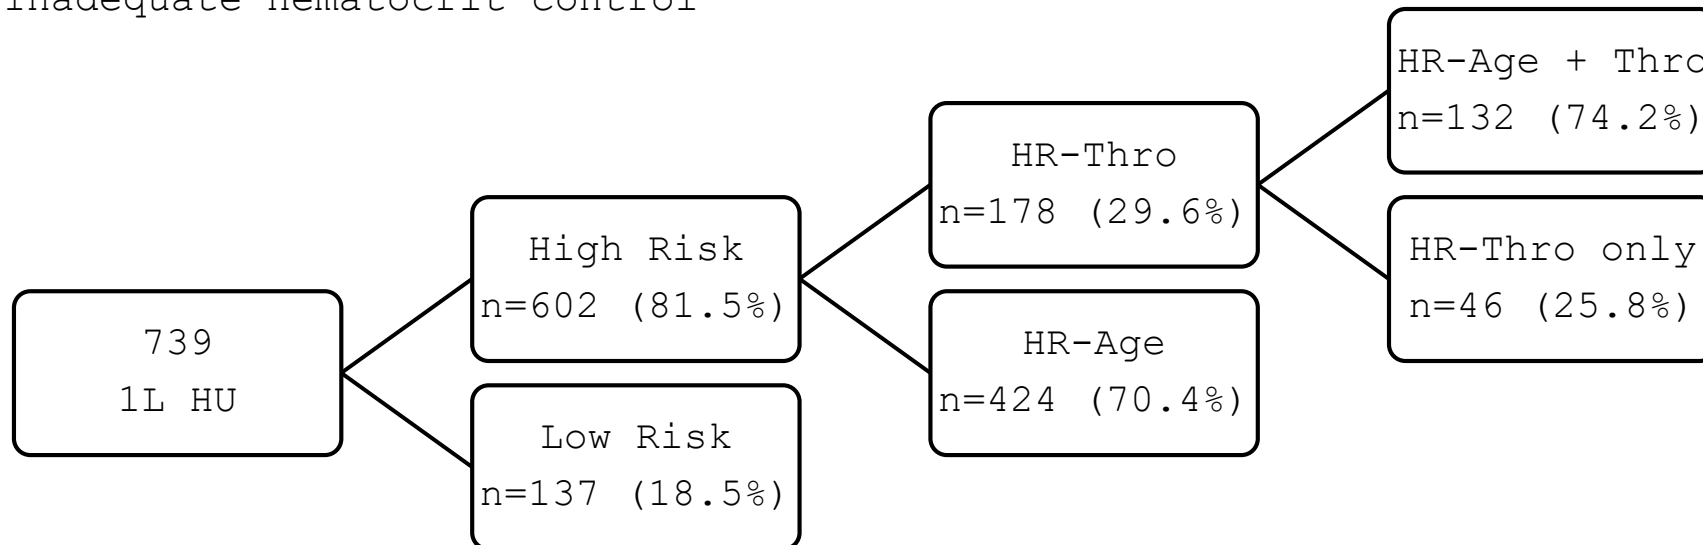 inadequate hematocrit control
739
1L HU
High Risk
n=602 (81.5%)
Low Risk
n=137 (18.5%)
HR-Thro
n=178 (29.6%)
HR-Age
n=424 (70.4%)
HR-Age + Thro
n=132 (74.2%)
HR-Thro only
n=46 (25.8%)